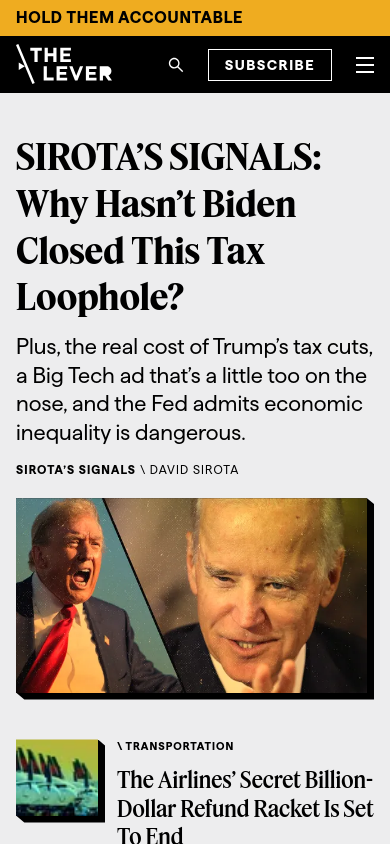 HOLD THEM ACCOUNTABLE
THE
LEVER
SUBSCRIBE
SIROTA’S SIGNALS:
Why Hasn’t Biden
Closed This Tax
Loophole?
Plus, the real cost of Trump’s tax cuts,
a Big Tech ad that’s a little too on the
nose, and the Fed admits economic
inequality is dangerous.
SIROTA’S SIGNALS \ DAVID SIROTA
\ TRANSPORTATION
The Airlines’ Secret Billion-
Dollar Refund Racket Is Set
To End